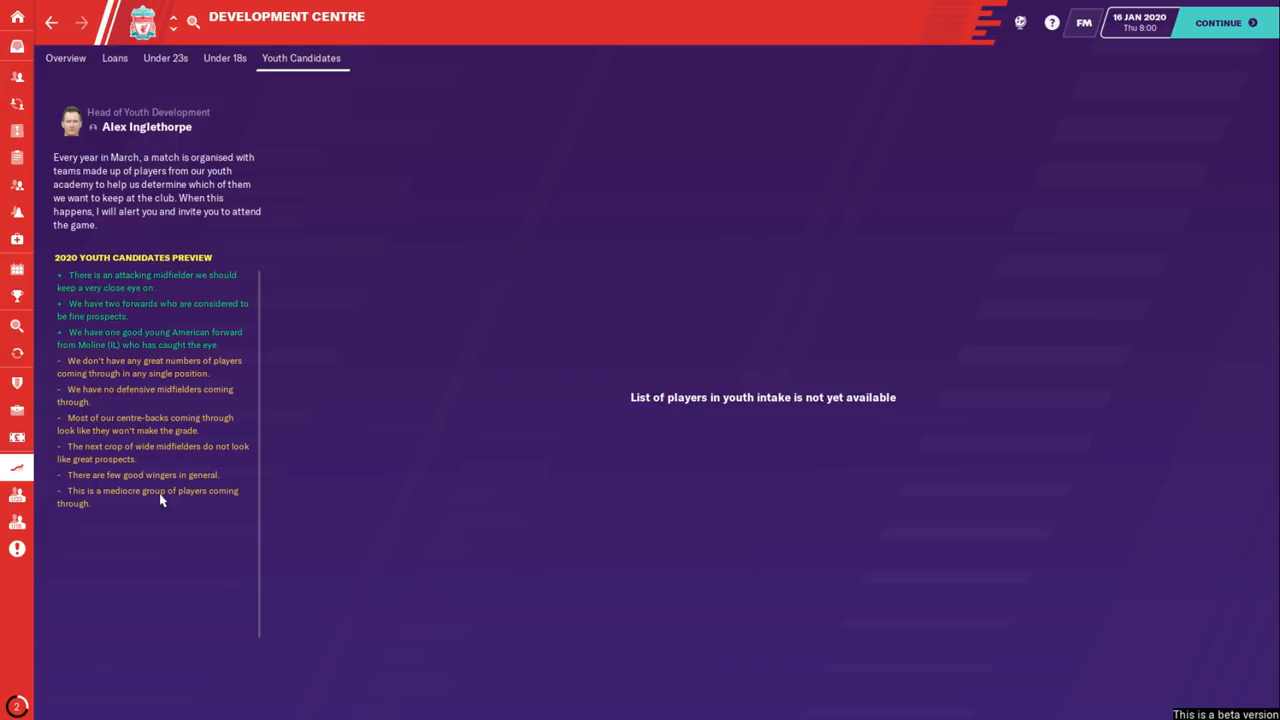 DEVELOPMENT CENTRE
FM
16 JAN 2020
Thu 8:00
CONTINUE
Overview
Loans
Under 23s
Under 18s
Youth Candidates
Head of Youth Development
Alex Inglethorpe
Every year in March, a match is organised with
teams made up of players from our youth
academy to help us determine which of them
we want to keep at the club. When this
happens, I will alert you and invite you to attend
the game.
2020 YOUTH CANDIDATES PREVIEW
+ There is an attacking midfielder we should
keep a very close eye on.
+ We have two forwards who are considered to
be fine prospects.
+ We have one good young American forward
from Moline (IL) who has caught the eye.
- We don't have any great numbers of players
coming through in any single position.
- We have no defensive midfielders coming
through.
- Most of our centre-backs coming through
look like they won't make the grade.
- The next crop of wide midfielders do not look
like great prospects.
- There are few good wingers in general.
- This is a mediocre group of players coming
through.
List of players in youth intake is not yet available
U23
U18
2
This is a beta version